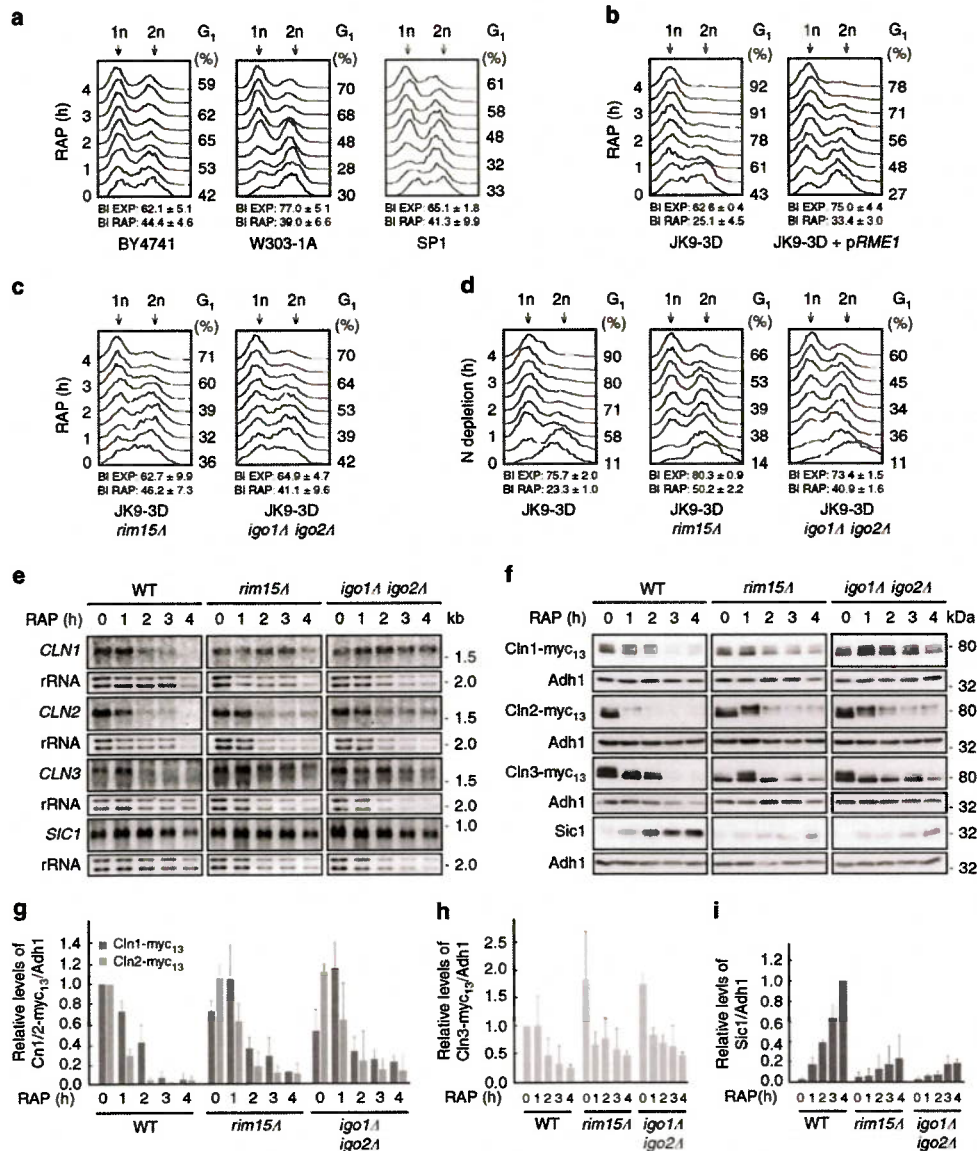 a
1n 2n G1 (%)
1n 2n G1 (%)
1n 2n G1 (%)
RAP (h)
4
3
2
1
0
59
62
65
53
42
70
68
48
28
30
61
58
48
32
33
BI EXP: 62.1 ± 5.1
BI RAP: 44.4 ± 4.6
BY4741
BI EXP: 77.0 ± 5 1
BI RAP: 39.0 ± 6.6
W303-1A
BI EXP: 65.1 ± 1.8
BI RAP: 41.3 ± 9.9
SP1
b
1n 2n G1 (%)
1n 2n G1 (%)
RAP (h)
4
3
2
1
0
92
91
78
61
43
78
71
56
48
27
BI EXP: 62 6 ± 0 4
BI RAP: 25.1 ± 4.5
JK9-3D
BI EXP: 75.0 ± 4 4
BI RAP: 33.4 ± 3.0
JK9-3D + pRME1
c
1n 2n G1 (%)
1n 2n G1 (%)
RAP (h)
4
3
2
1
0
71
60
39
32
36
70
64
53
39
42
BI EXP: 62.7 ± 9.9
BI RAP: 46.2 ± 7.3
JK9-3D
rim15Δ
BI EXP: 64.9 ± 4.7
BI RAP: 41.1 ± 9.6
JK9-3D
igo1Δ igo2Δ
d
1n 2n G1 (%)
1n 2n G1 (%)
1n 2n G1 (%)
N depletion (h)
4
3
2
1
0
90
80
71
58
11
66
53
39
38
14
60
45
34
36
11
BI EXP: 75.7 ± 2 0
BI RAP: 23.3 ± 1.0
JK9-3D
BI EXP: 80.3 ± 0.9
BI RAP: 50.2 ± 2.2
JK9-3D
rim15Δ
BI EXP: 73 4 ± 1.5
BI RAP: 40.9 ± 1.6
JK9-3D
igo1Δ igo2Δ
e
WT rim15Δ igo1Δ igo2Δ
RAP (h) 0 1 2 3 4 0 1 2 3 4 0 1 2 3 4 kb
CLN1 - 1.5
rRNA - 2.0
CLN2 - 1.5
rRNA - 2.0
CLN3 - 1.5
rRNA - 2.0
SIC1 - 1.0
rRNA - 2.0
f
WT rim15Δ igo1Δ igo2Δ
RAP (h) 0 1 2 3 4 0 1 2 3 4 0 1 2 3 4 kDa
Cln1-myc13 - 80
Adh1 - 32
Cln2-myc13 - 80
Adh1 - 32
Cln3-myc13 - 80
Adh1 - 32
Sic1 - 32
Adh1 - 32
g
Relative levels of
Cn1/2-myc13/Adh1
1.4
1.2
1.0
0.8
0.6
0.4
0.2
0.0
Cln1-myc13
Cln2-myc13
RAP (h) 0 1 2 3 4 0 1 2 3 4 0 1 2 3 4
WT rim15Δ igo1Δ
igo2Δ
h
Relative levels of
Cln3-myc13/Adh1
2.5
2.0
1.5
1.0
0.5
0.0
RAP (h) 0 1 2 3 4 0 1 2 3 4 0 1 2 3 4
WT rim15Δ igo1Δ
igo2Δ
i
Relative levels of
Sic1/Adh1
1.2
1.0
0.8
0.6
0.4
0.2
0.0
RAP(h) 0 1 2 3 4 0 1 2 3 4 0 1 2 3 4
WT rim15Δ igo1Δ
igo2Δ